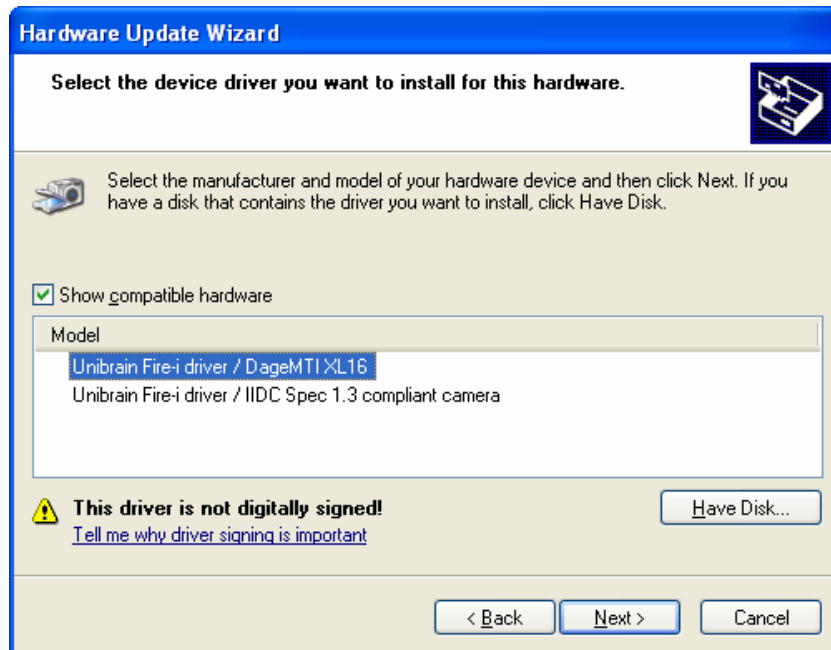 Hardware Update Wizard
Select the device driver you want to install for this hardware.
Select the manufacturer and model of your hardware device and then click Next. If you
have a disk that contains the driver you want to install, click Have Disk.
Show compatible hardware
Model
Unibrain Fire-i driver / DageMTI XL16
Unibrain Fire-i driver / IIDC Spec 1.3 compliant camera
This driver is not digitally signed!
Have Disk...
Tell me why driver signing is important
< Back
Next >
Cancel